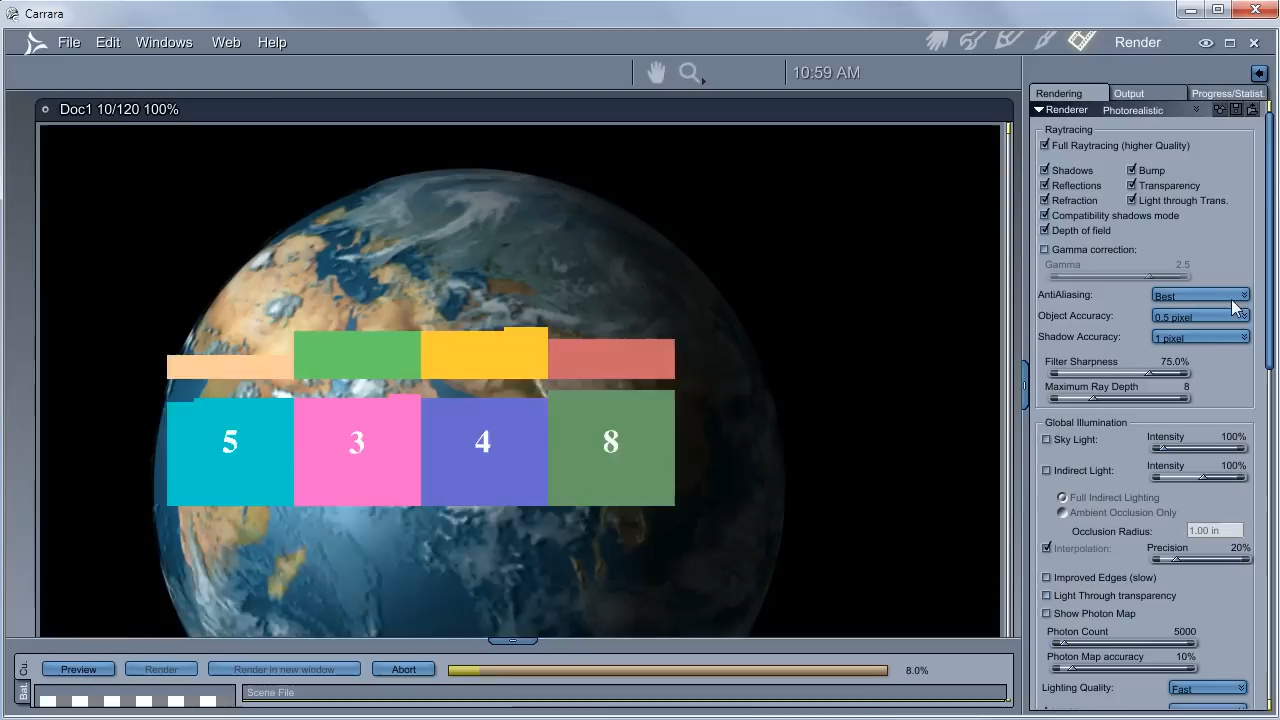 Carrara
File Edit Windows Web Help
Render
10:59 AM
Doc1 10/120 100%
Rendering Output Progress/Statist.
Renderer Photorealistic
Raytracing
Full Raytracing (higher Quality)
Shadows Bump
Reflections Transparency
Refraction Light through Trans.
Compatibility shadows mode
Depth of field
Gamma correction:
Gamma 2.5
AntiAliasing: Best
Object Accuracy: 0.5 pixel
Shadow Accuracy: 1 pixel
Filter Sharpness 75.0%
Maximum Ray Depth 8
Global Illumination
Sky Light: Intensity 100%
Indirect Light: Intensity 100%
Full Indirect Lighting
Ambient Occlusion Only
Occlusion Radius: 1.00 in
Interpolation: Precision 20%
Improved Edges (slow)
Light Through transparency
Show Photon Map
Photon Count 5000
Photon Map accuracy 10%
Lighting Quality: Fast
5 3 4 8
Cu.
Preview Render Render in new window Abort 8.0%
Bat.
Scene File